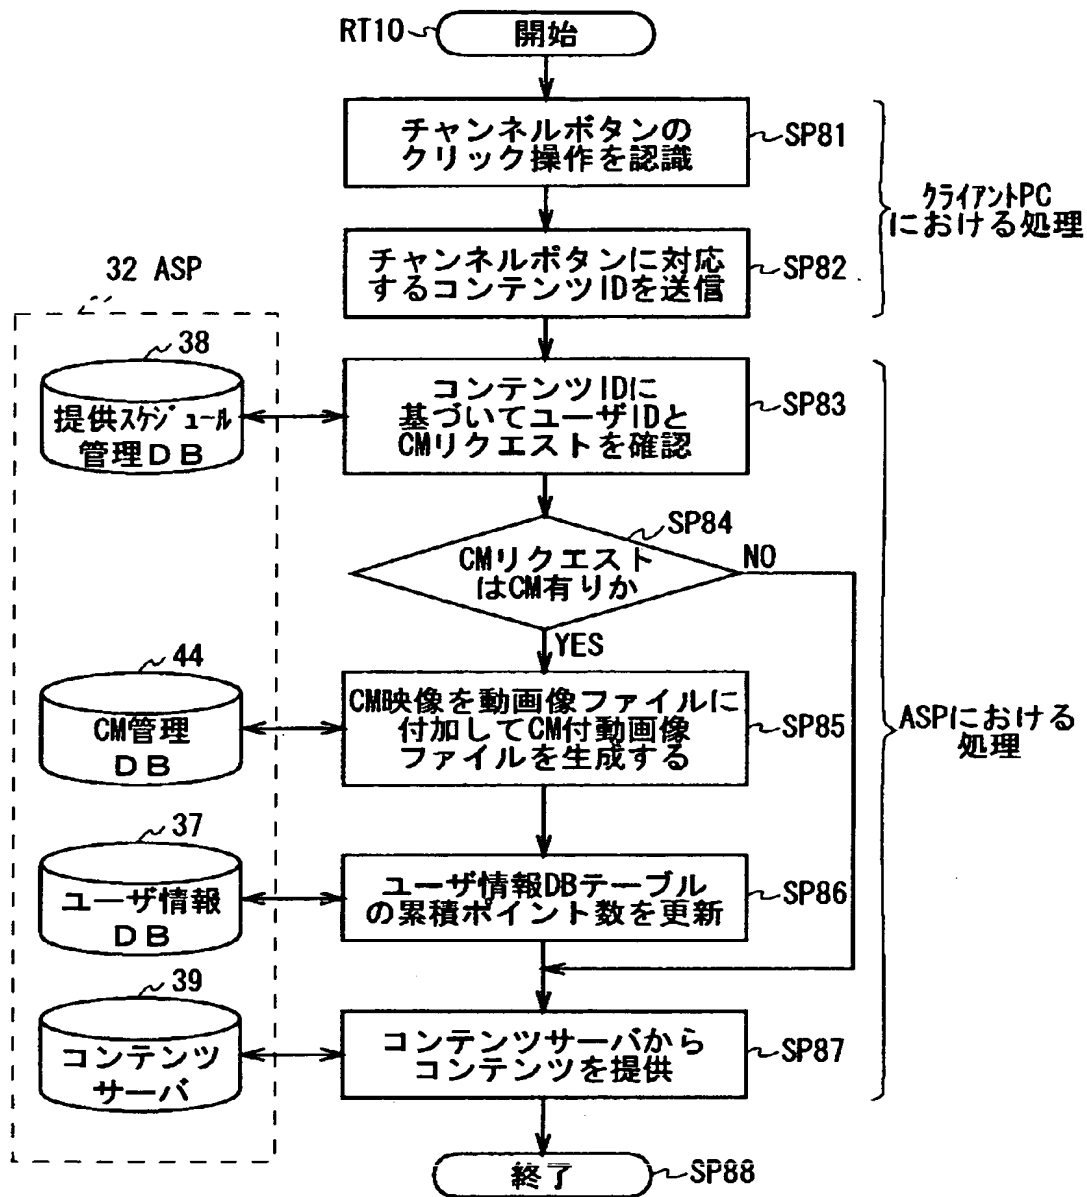 RT10
開始
チャンネルボタンの
クリック操作を認識
SP81
クライアントPC
における処理
チャンネルボタンに対応
するコンテンツIDを送信
SP82
32 ASP
38
提供スケジュール
管理DB
コンテンツIDに
基づいてユーザIDと
CMリクエストを確認
SP83
SP84
CMリクエスト
はCM有りか
NO
YES
44
CM管理
DB
CM映像を動画像ファイルに
付加してCM付動画像
ファイルを生成する
SP85
ASPにおける
処理
37
ユーザ情報
DB
ユーザ情報DBテーブル
の累積ポイント数を更新
SP86
39
コンテンツ
サーバ
コンテンツサーバから
コンテンツを提供
SP87
終了
SP88